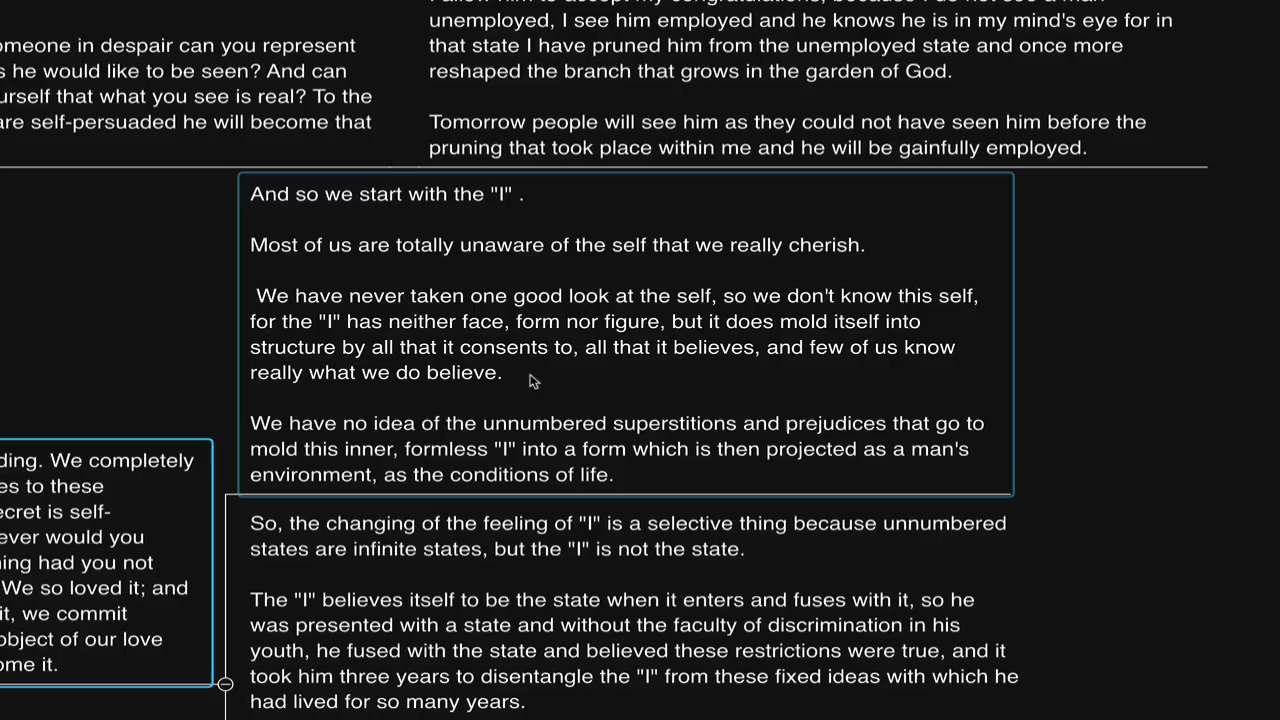 omeone in despair can you represent
s he would like to be seen? And can
urself that what you see is real? To the
are self-persuaded he will become that
unemployed, I see him employed and he knows he is in my mind's eye for in
that state I have pruned him from the unemployed state and once more
reshaped the branch that grows in the garden of God.
Tomorrow people will see him as they could not have seen him before the
pruning that took place within me and he will be gainfully employed.
And so we start with the "I" .
Most of us are totally unaware of the self that we really cherish.
We have never taken one good look at the self, so we don't know this self,
for the "I" has neither face, form nor figure, but it does mold itself into
structure by all that it consents to, all that it believes, and few of us know
really what we do believe.
We have no idea of the unnumbered superstitions and prejudices that go to
mold this inner, formless "I" into a form which is then projected as a man's
environment, as the conditions of life.
ding. We completely
es to these
ecret is self-
ever would you
ning had you not
We so loved it; and
it, we commit
object of our love
ome it.
So, the changing of the feeling of "I" is a selective thing because unnumbered
states are infinite states, but the "I" is not the state.
The "I" believes itself to be the state when it enters and fuses with it, so he
was presented with a state and without the faculty of discrimination in his
youth, he fused with the state and believed these restrictions were true, and it
took him three years to disentangle the "I" from these fixed ideas with which he
had lived for so many years.